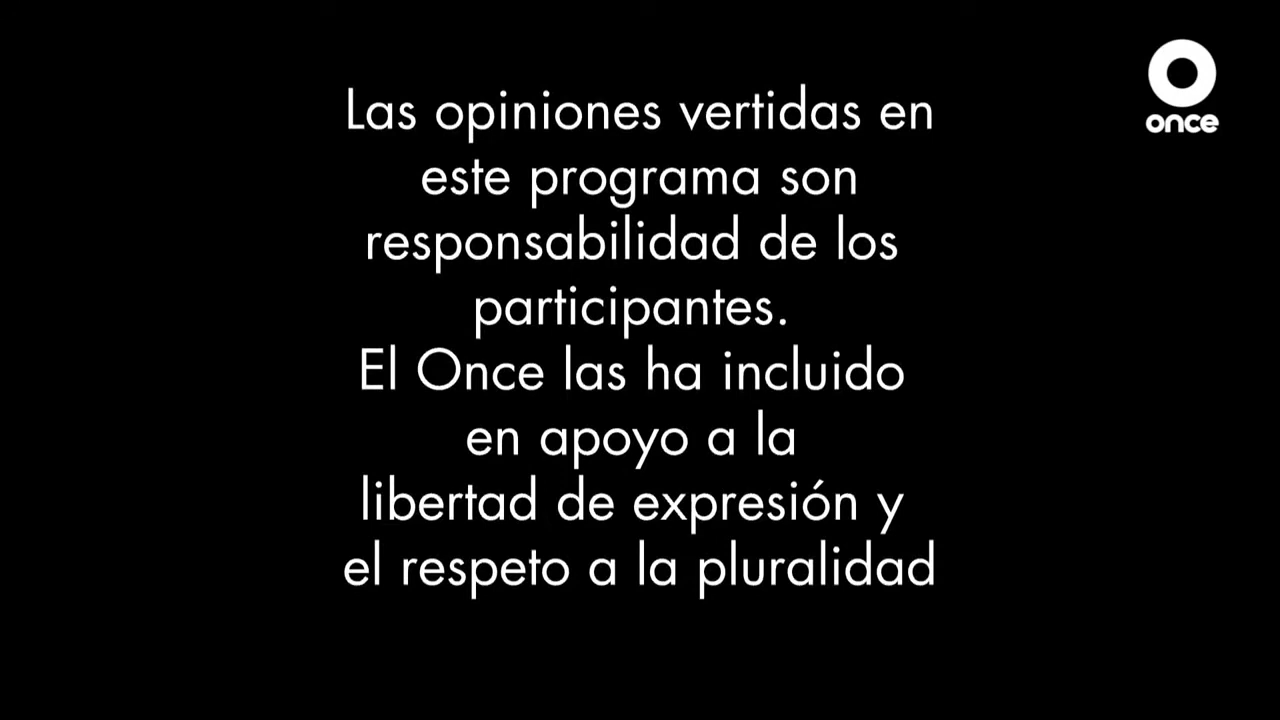 Las opiniones vertidas en
este programa son
responsabilidad de los
participantes.
El Once las ha incluido
en apoyo a la
libertad de expresión y
el respeto a la pluralidad
once